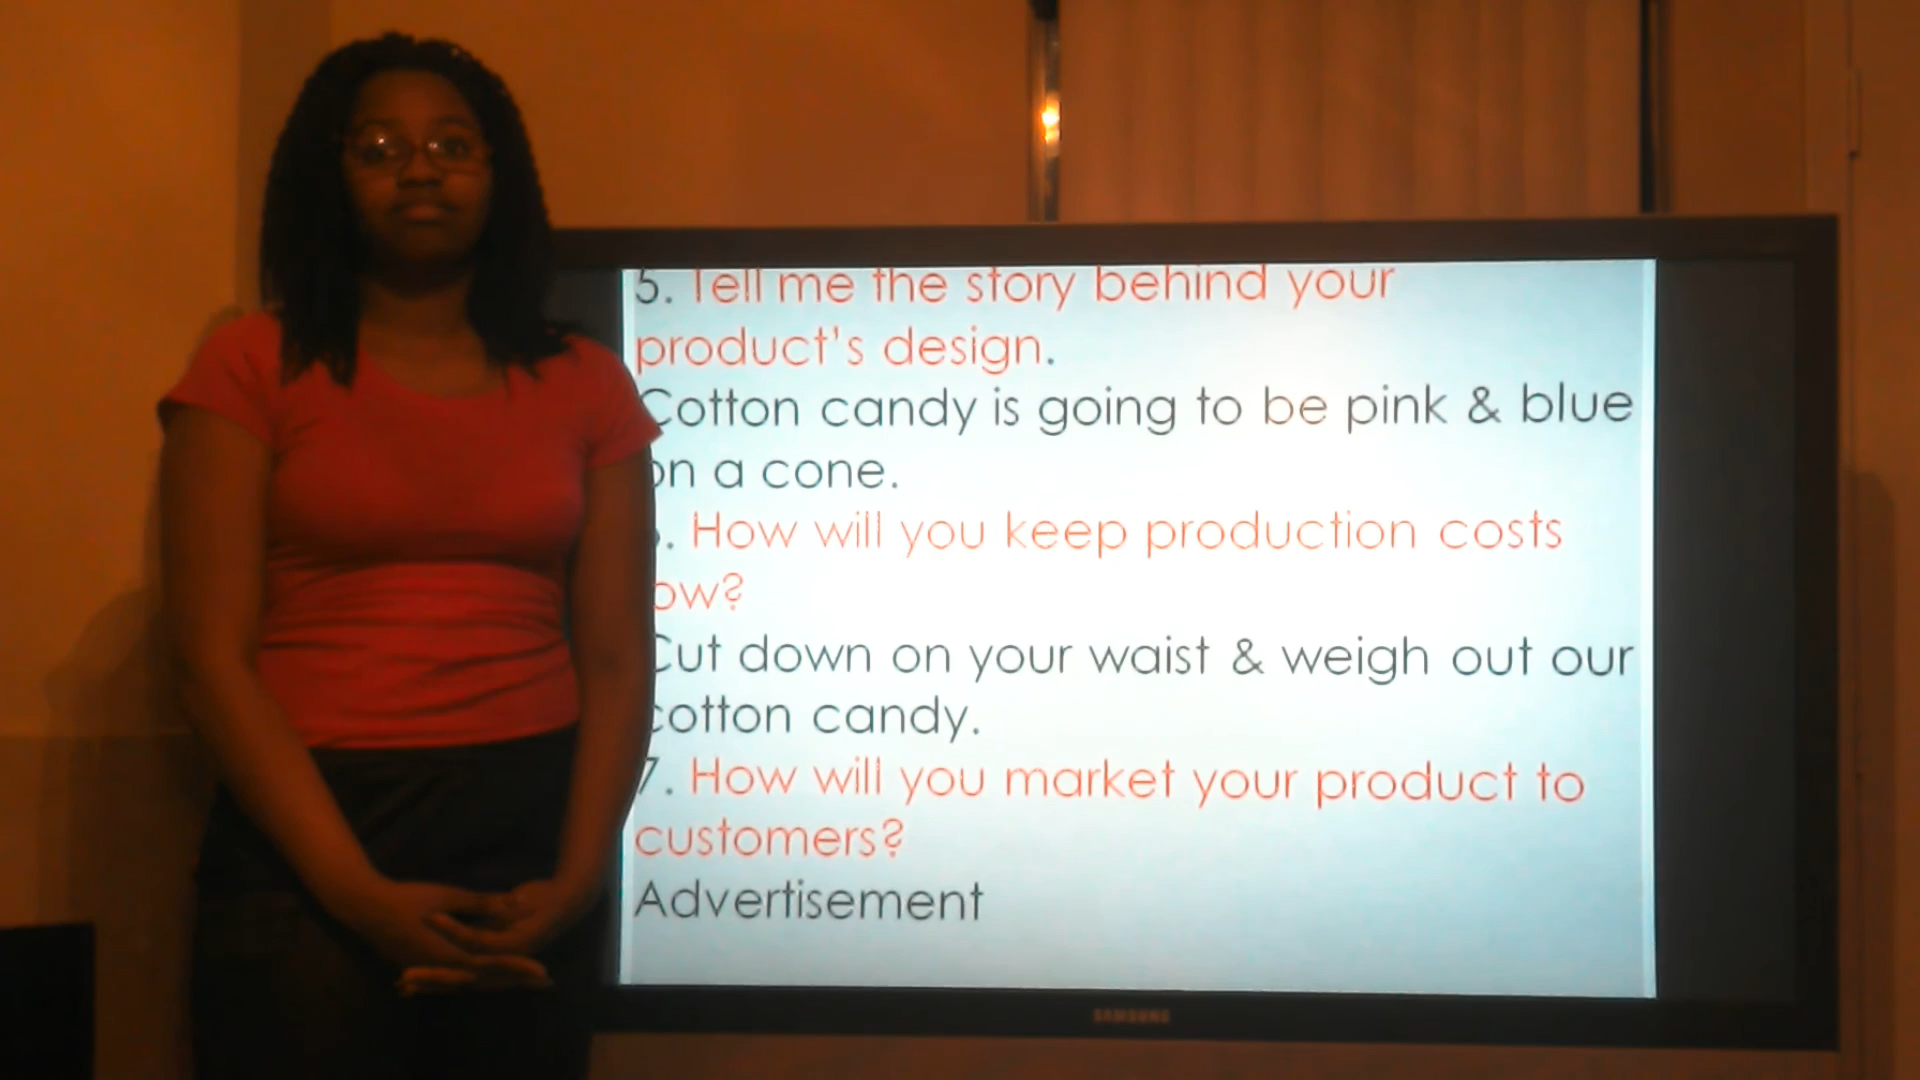 5. Tell me the story behind your
product's design.
Cotton candy is going to be pink & blue
on a cone.
. How will you keep production costs
ow?
Cut down on your waist & weigh out our
cotton candy.
7. How will you market your product to
customers?
Advertisement
SAMSUNG